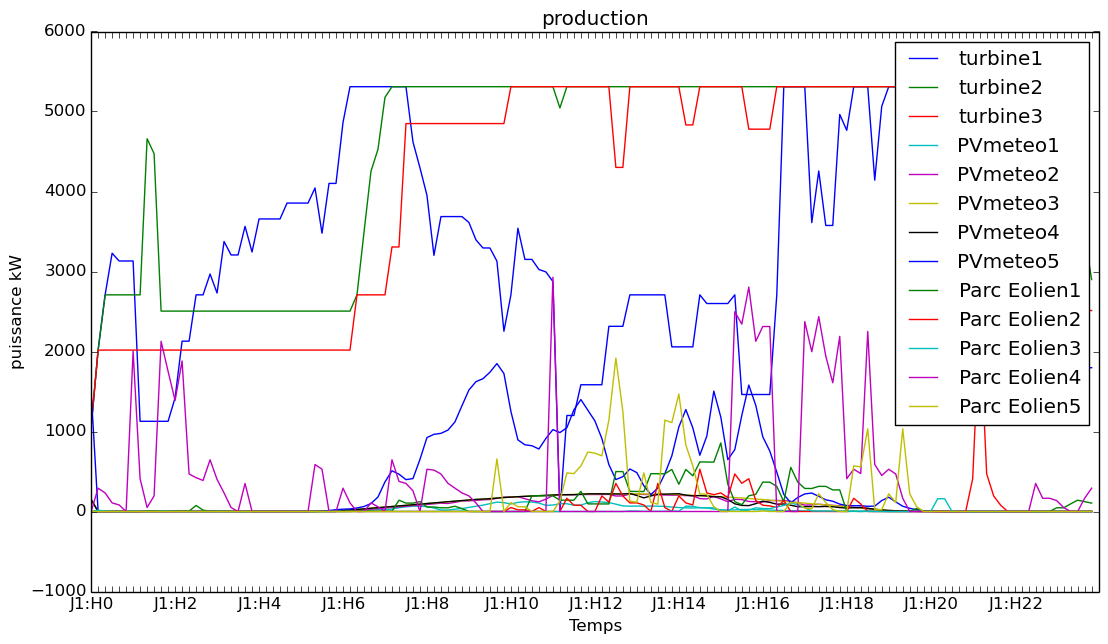 production
6000
5000
4000
3000
2000
1000
0
−1000
puissance kW
J1:H0 J1:H2 J1:H4 J1:H6 J1:H8 J1:H10 J1:H12 J1:H14 J1:H16 J1:H18 J1:H20 J1:H22
Temps
turbine1
turbine2
turbine3
PVmeteo1
PVmeteo2
PVmeteo3
PVmeteo4
PVmeteo5
Parc Eolien1
Parc Eolien2
Parc Eolien3
Parc Eolien4
Parc Eolien5